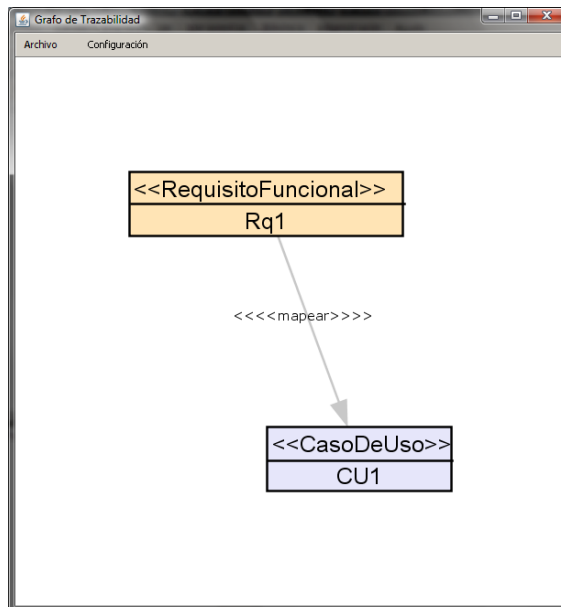 Grafo de Trazabilidad
Archivo Configuración
<<RequisitoFuncional>>
Rq1
<<<<mapear>>>>
<<CasoDeUso>>
CU1